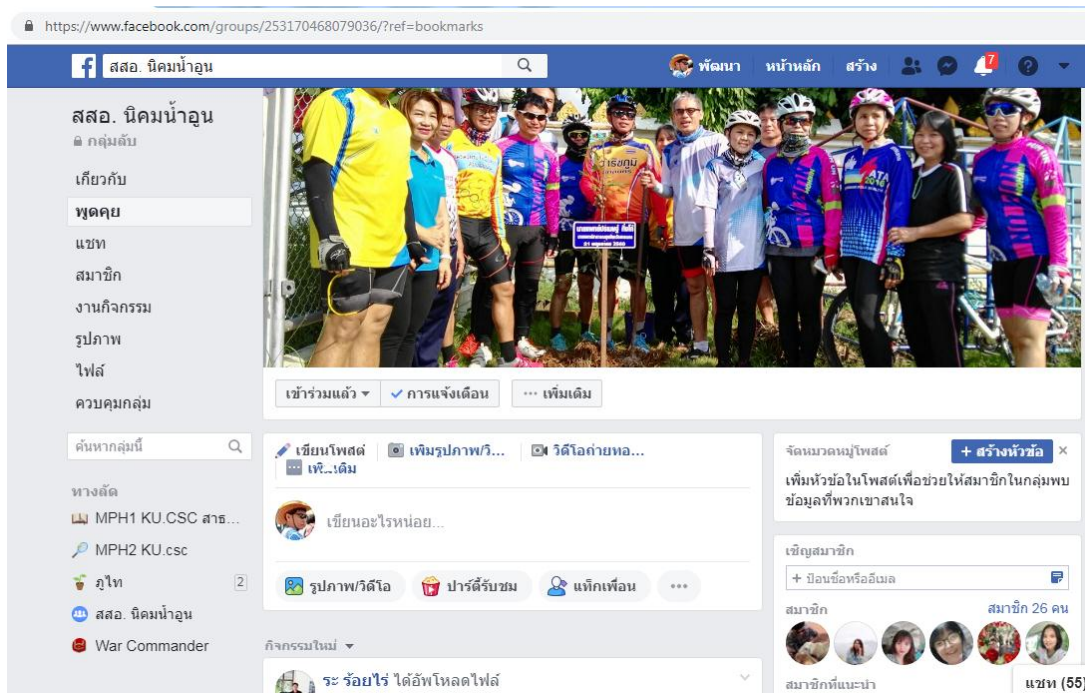 https://www.facebook.com/groups/253170468079036/?ref=bookmarks
สสอ. นิคมน้ำอูน
พัฒนา หน้าหลัก สร้าง 7
สสอ. นิคมน้ำอูน
กลุ่มลับ
เกี่ยวกับ
พูดคุย
แชท
สมาชิก
งานกิจกรรม
รูปภาพ
ไฟล์
ควบคุมกลุ่ม
ค้นหากลุ่มนี้
ทางลัด
MPH1 KU.CSC สาธ...
MPH2 KU.csc
ภูไท 2
สสอ. นิคมน้ำอูน
War Commander
21 พฤษภาคม 2560
ATA
2016
เข้าร่วมแล้ว การแจ้งเตือน ... เพิ่มเติม
เขียนโพสต์ เพิ่มรูปภาพ/วิ... วิดีโอถ่ายทอ...
เพิ่มเติม
เขียนอะไรหน่อย...
รูปภาพ/วิดีโอ ปาร์ตี้รับชม แท็กเพื่อน ...
กิจกรรมใหม่
ระ ร้อยไร่ ได้อัพโหลดไฟล์
จัดหมวดหมู่โพสต์ + สร้างหัวข้อ ×
เพิ่มหัวข้อในโพสต์เพื่อช่วยให้สมาชิกในกลุ่มพบ
ข้อมูลที่พวกเขาสนใจ
เชิญสมาชิก
+ ป้อนชื่อหรืออีเมล
สมาชิก สมาชิก 26 คน
สมาชิกที่แนะนำ
แชท (55)